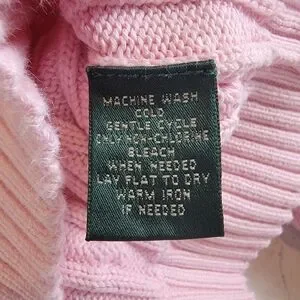 MACHINE WASH
COLD
GENTLE CYCLE
ONLY NON-CHLORINE
BLEACH
WHEN NEEDED
LAY FLAT TO DRY
WARM IRON
IF NEEDED